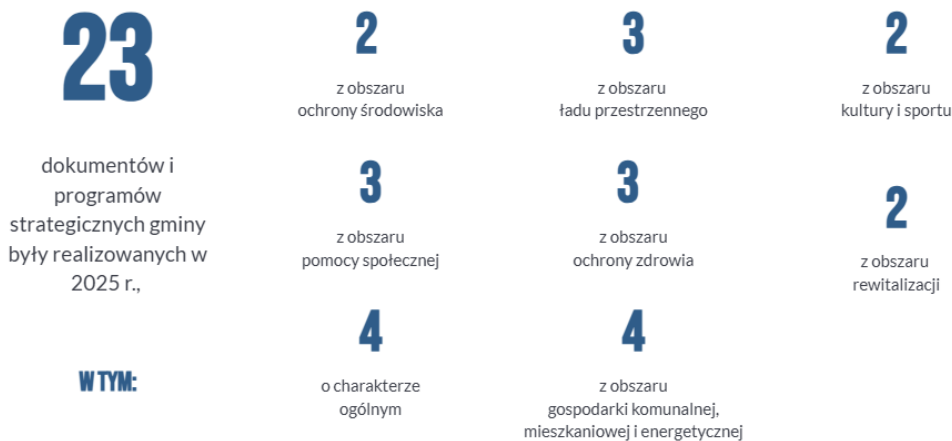 23
dokumentów i
programów
strategicznych gminy
były realizowanych w
2025 r.,
W TYM:
2
z obszaru
ochrony środowiska
3
z obszaru
ładu przestrzennego
2
z obszaru
kultury i sportu
3
z obszaru
pomocy społecznej
3
z obszaru
ochrony zdrowia
2
z obszaru
rewitalizacji
4
o charakterze
ogólnym
4
z obszaru
gospodarki komunalnej,
mieszkaniowej i energetycznej